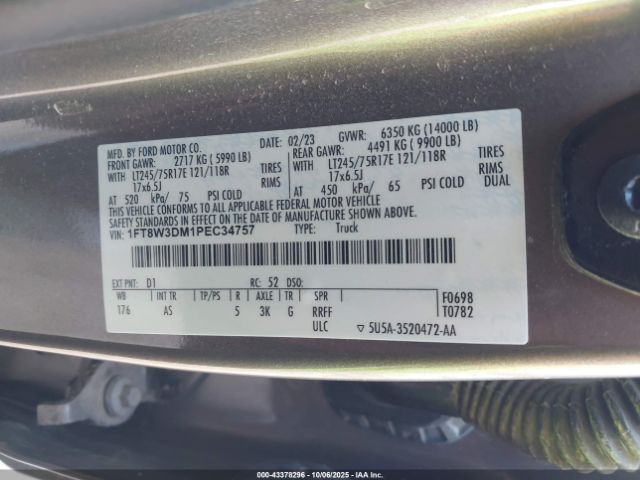 MFD. BY FORD MOTOR CO. DATE: 02/23 GVWR: 6350 KG (14000 LB)
FRONT GAWR: 2717 KG (5990 LB) REAR GAWR: 4491 KG (9900 LB)
WITH LT245/75R17E 121/118R TIRES WITH LT245/75R17E 121/118R TIRES
17x6.5J RIMS 17x6.5J RIMS
AT 520 kPa/ 75 PSI COLD AT 450 kPa/ 65 PSI COLD DUAL
THIS VEHICLE CONFORMS TO ALL APPLICABLE FEDERAL MOTOR VEHICLE
SAFETY STANDARDS IN EFFECT ON THE DATE OF MANUFACTURE SHOWN ABOVE.
VIN: 1FT8W3DM1PEC34757 TYPE: Truck
EXT PNT: D1 RC: 52 DSO:
WB INT TR TP/PS R AXLE TR SPR F0698
176 AS 5 3K G RRFF T0782
ULC ▽ 5U5A-3520472-AA
© 43378296 - 10/06/2025 - IAA INC.